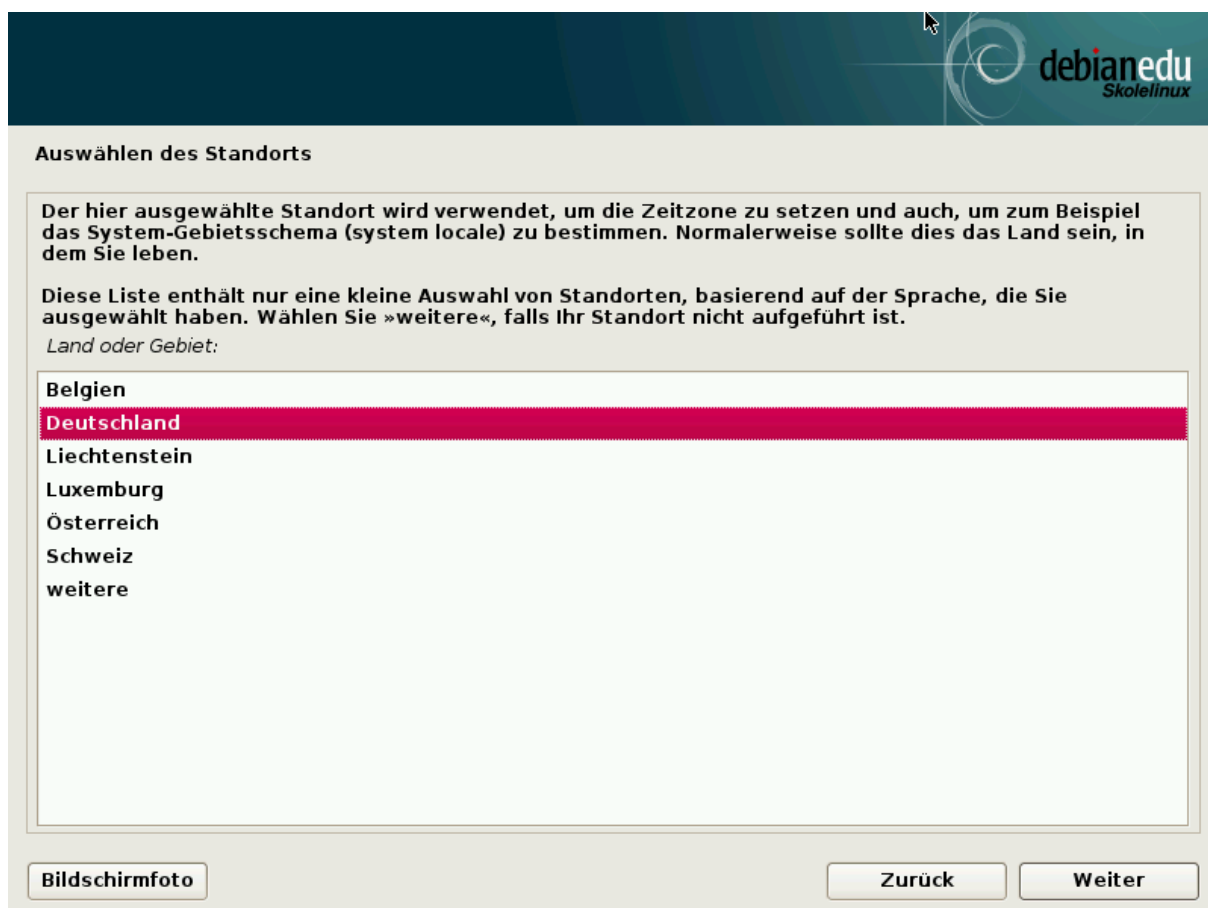 debianedu
Skolelinux
Auswählen des Standorts
Der hier ausgewählte Standort wird verwendet, um die Zeitzone zu setzen und auch, um zum Beispiel
das System-Gebietsschema (system locale) zu bestimmen. Normalerweise sollte dies das Land sein, in
dem Sie leben.
Diese Liste enthält nur eine kleine Auswahl von Standorten, basierend auf der Sprache, die Sie
ausgewählt haben. Wählen Sie »weitere«, falls Ihr Standort nicht aufgeführt ist.
Land oder Gebiet:
Belgien
Deutschland
Liechtenstein
Luxemburg
Österreich
Schweiz
weitere
Bildschirmfoto Zurück Weiter